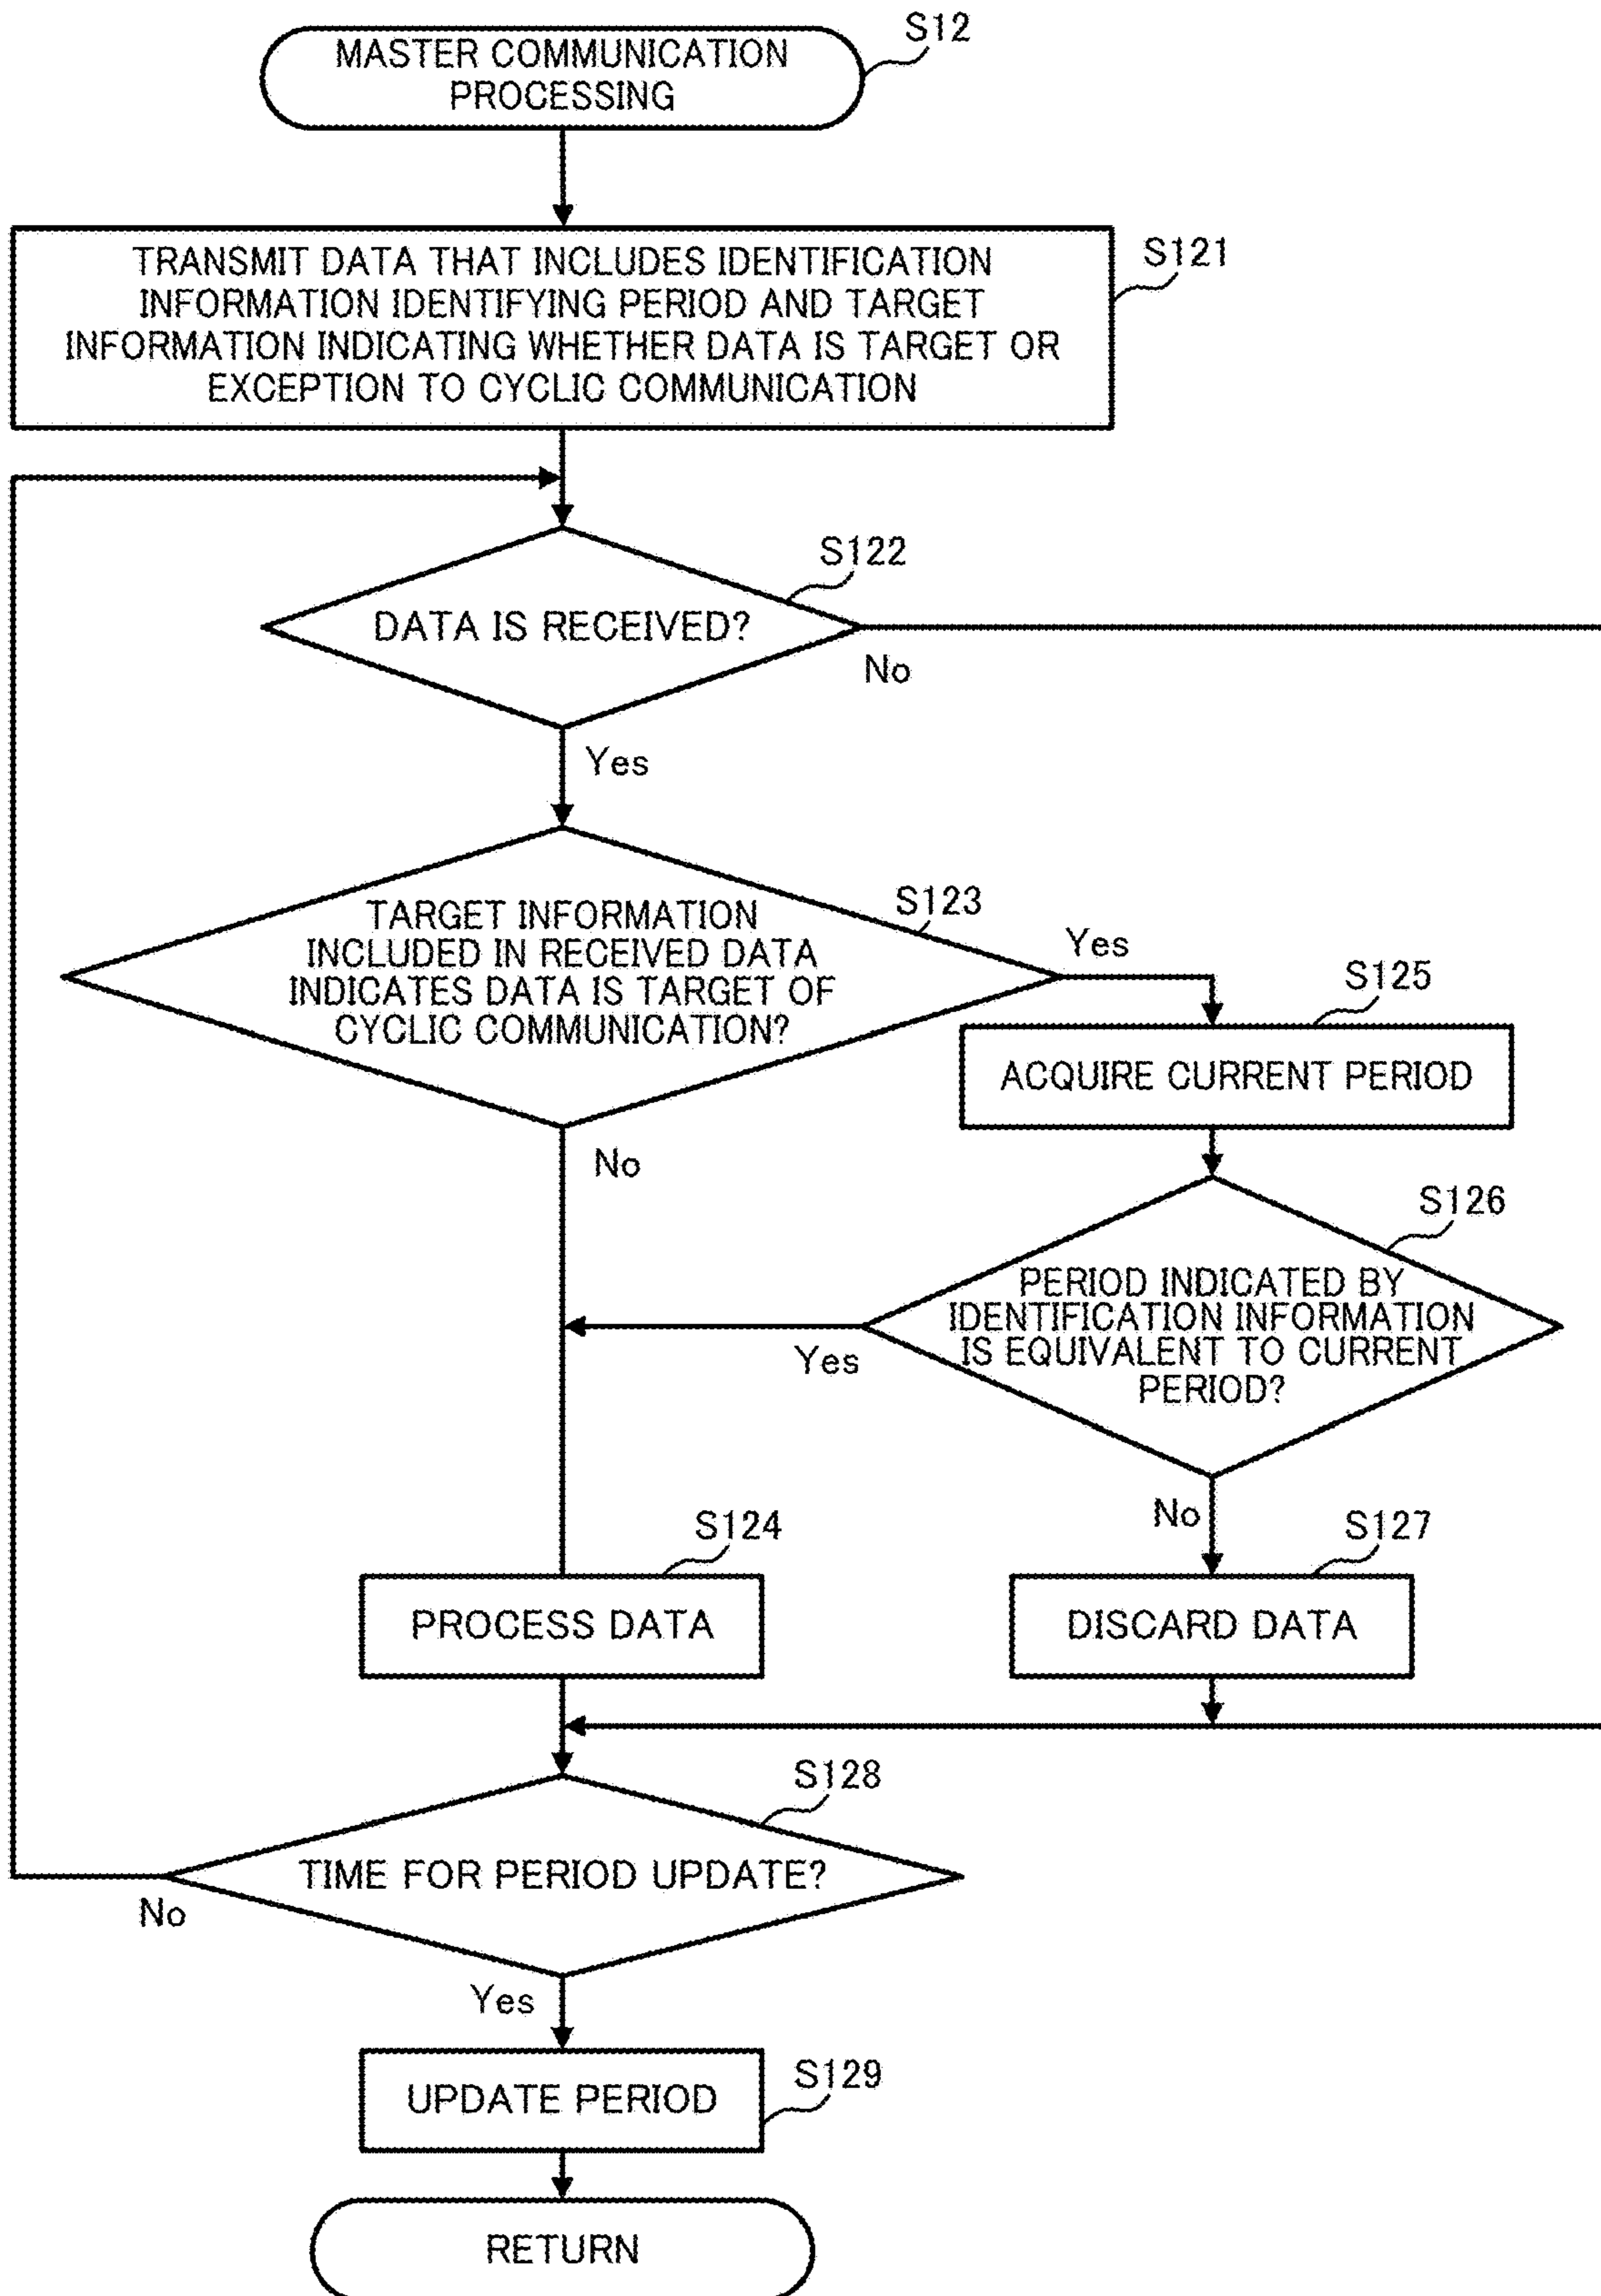 S12
MASTER COMMUNICATION
PROCESSING
S121
TRANSMIT DATA THAT INCLUDES IDENTIFICATION
INFORMATION IDENTIFYING PERIOD AND TARGET
INFORMATION INDICATING WHETHER DATA IS TARGET OR
EXCEPTION TO CYCLIC COMMUNICATION
S122
DATA IS RECEIVED?
No
Yes
S123
TARGET INFORMATION
INCLUDED IN RECEIVED DATA
INDICATES DATA IS TARGET OF
CYCLIC COMMUNICATION?
Yes
No
S125
ACQUIRE CURRENT PERIOD
S126
PERIOD INDICATED BY
IDENTIFICATION INFORMATION
IS EQUIVALENT TO CURRENT
PERIOD?
Yes
No
S124
PROCESS DATA
S127
DISCARD DATA
S128
TIME FOR PERIOD UPDATE?
No
Yes
S129
UPDATE PERIOD
RETURN